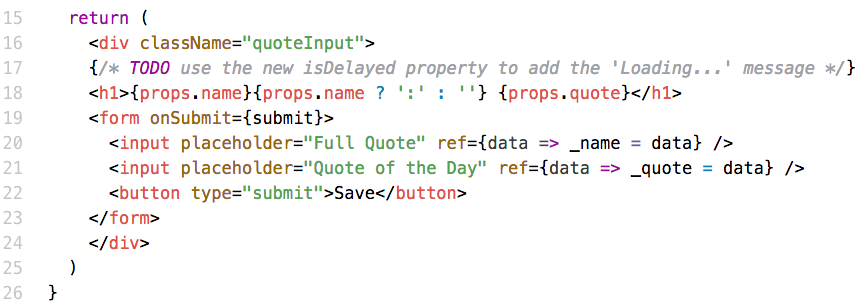 15 return (
16 <div className="quoteInput">
17 {/* TODO use the new isDelayed property to add the 'Loading...' message */}
18 <h1>{props.name}{props.name ? ':' : ''} {props.quote}</h1>
19 <form onSubmit={submit}>
20 <input placeholder="Full Quote" ref={data => _name = data} />
21 <input placeholder="Quote of the Day" ref={data => _quote = data} />
22 <button type="submit">Save</button>
23 </form>
24 </div>
25 )
26 }